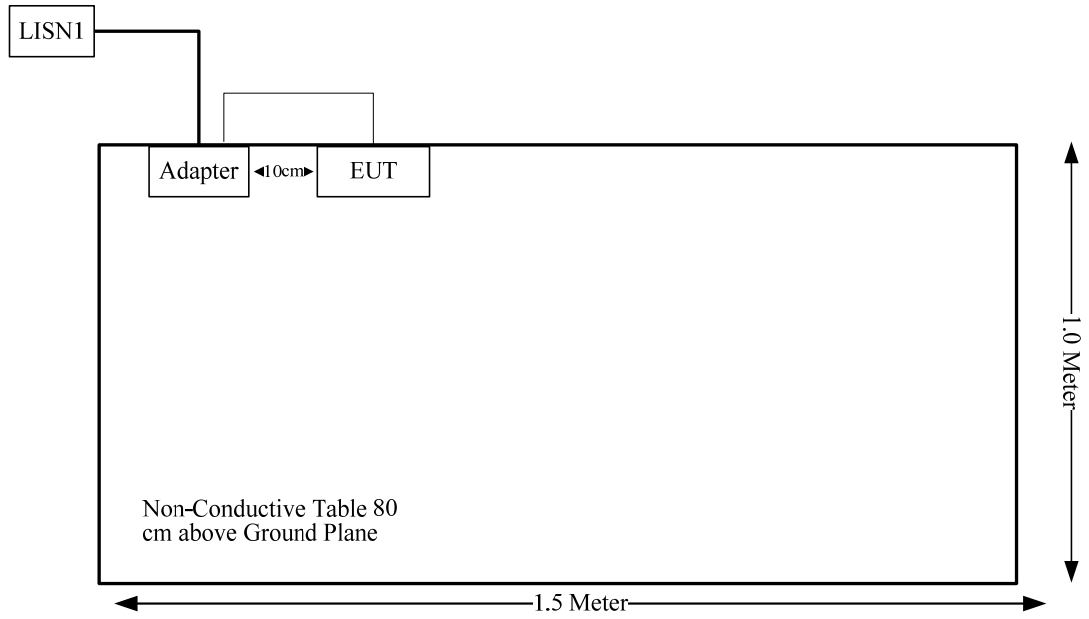 LISN1
Adapter
10cm
EUT
1.0 Meter
Non-Conductive Table 80
cm above Ground Plane
1.5 Meter